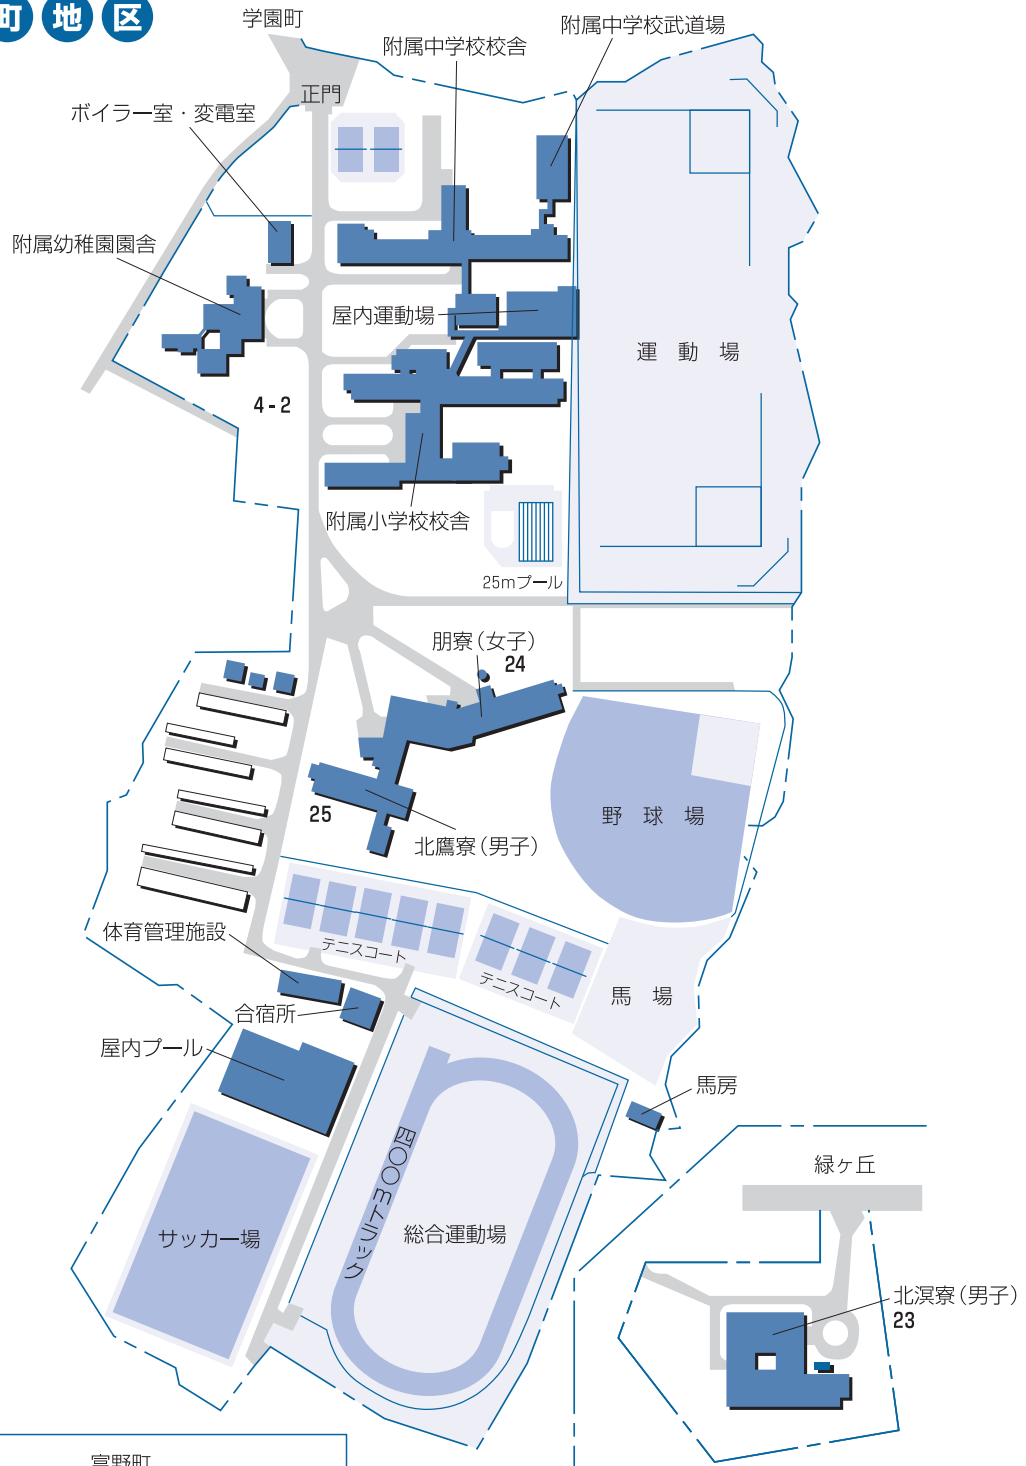 町地区
学園町
附属中学校校舎
附属中学校武道場
正門
ボイラー室・変電室
附属幼稚園園舎
屋内運動場
運動場
4-2
附属小学校校舎
25mプール
朋寮(女子)
24
25
野球場
北鷹寮(男子)
体育管理施設
テニスコート
テニスコート
馬場
合宿所
屋内プール
馬房
四〇〇mトラック
緑ヶ丘
サッカー場
総合運動場
北溟寮(男子)
23
富野町